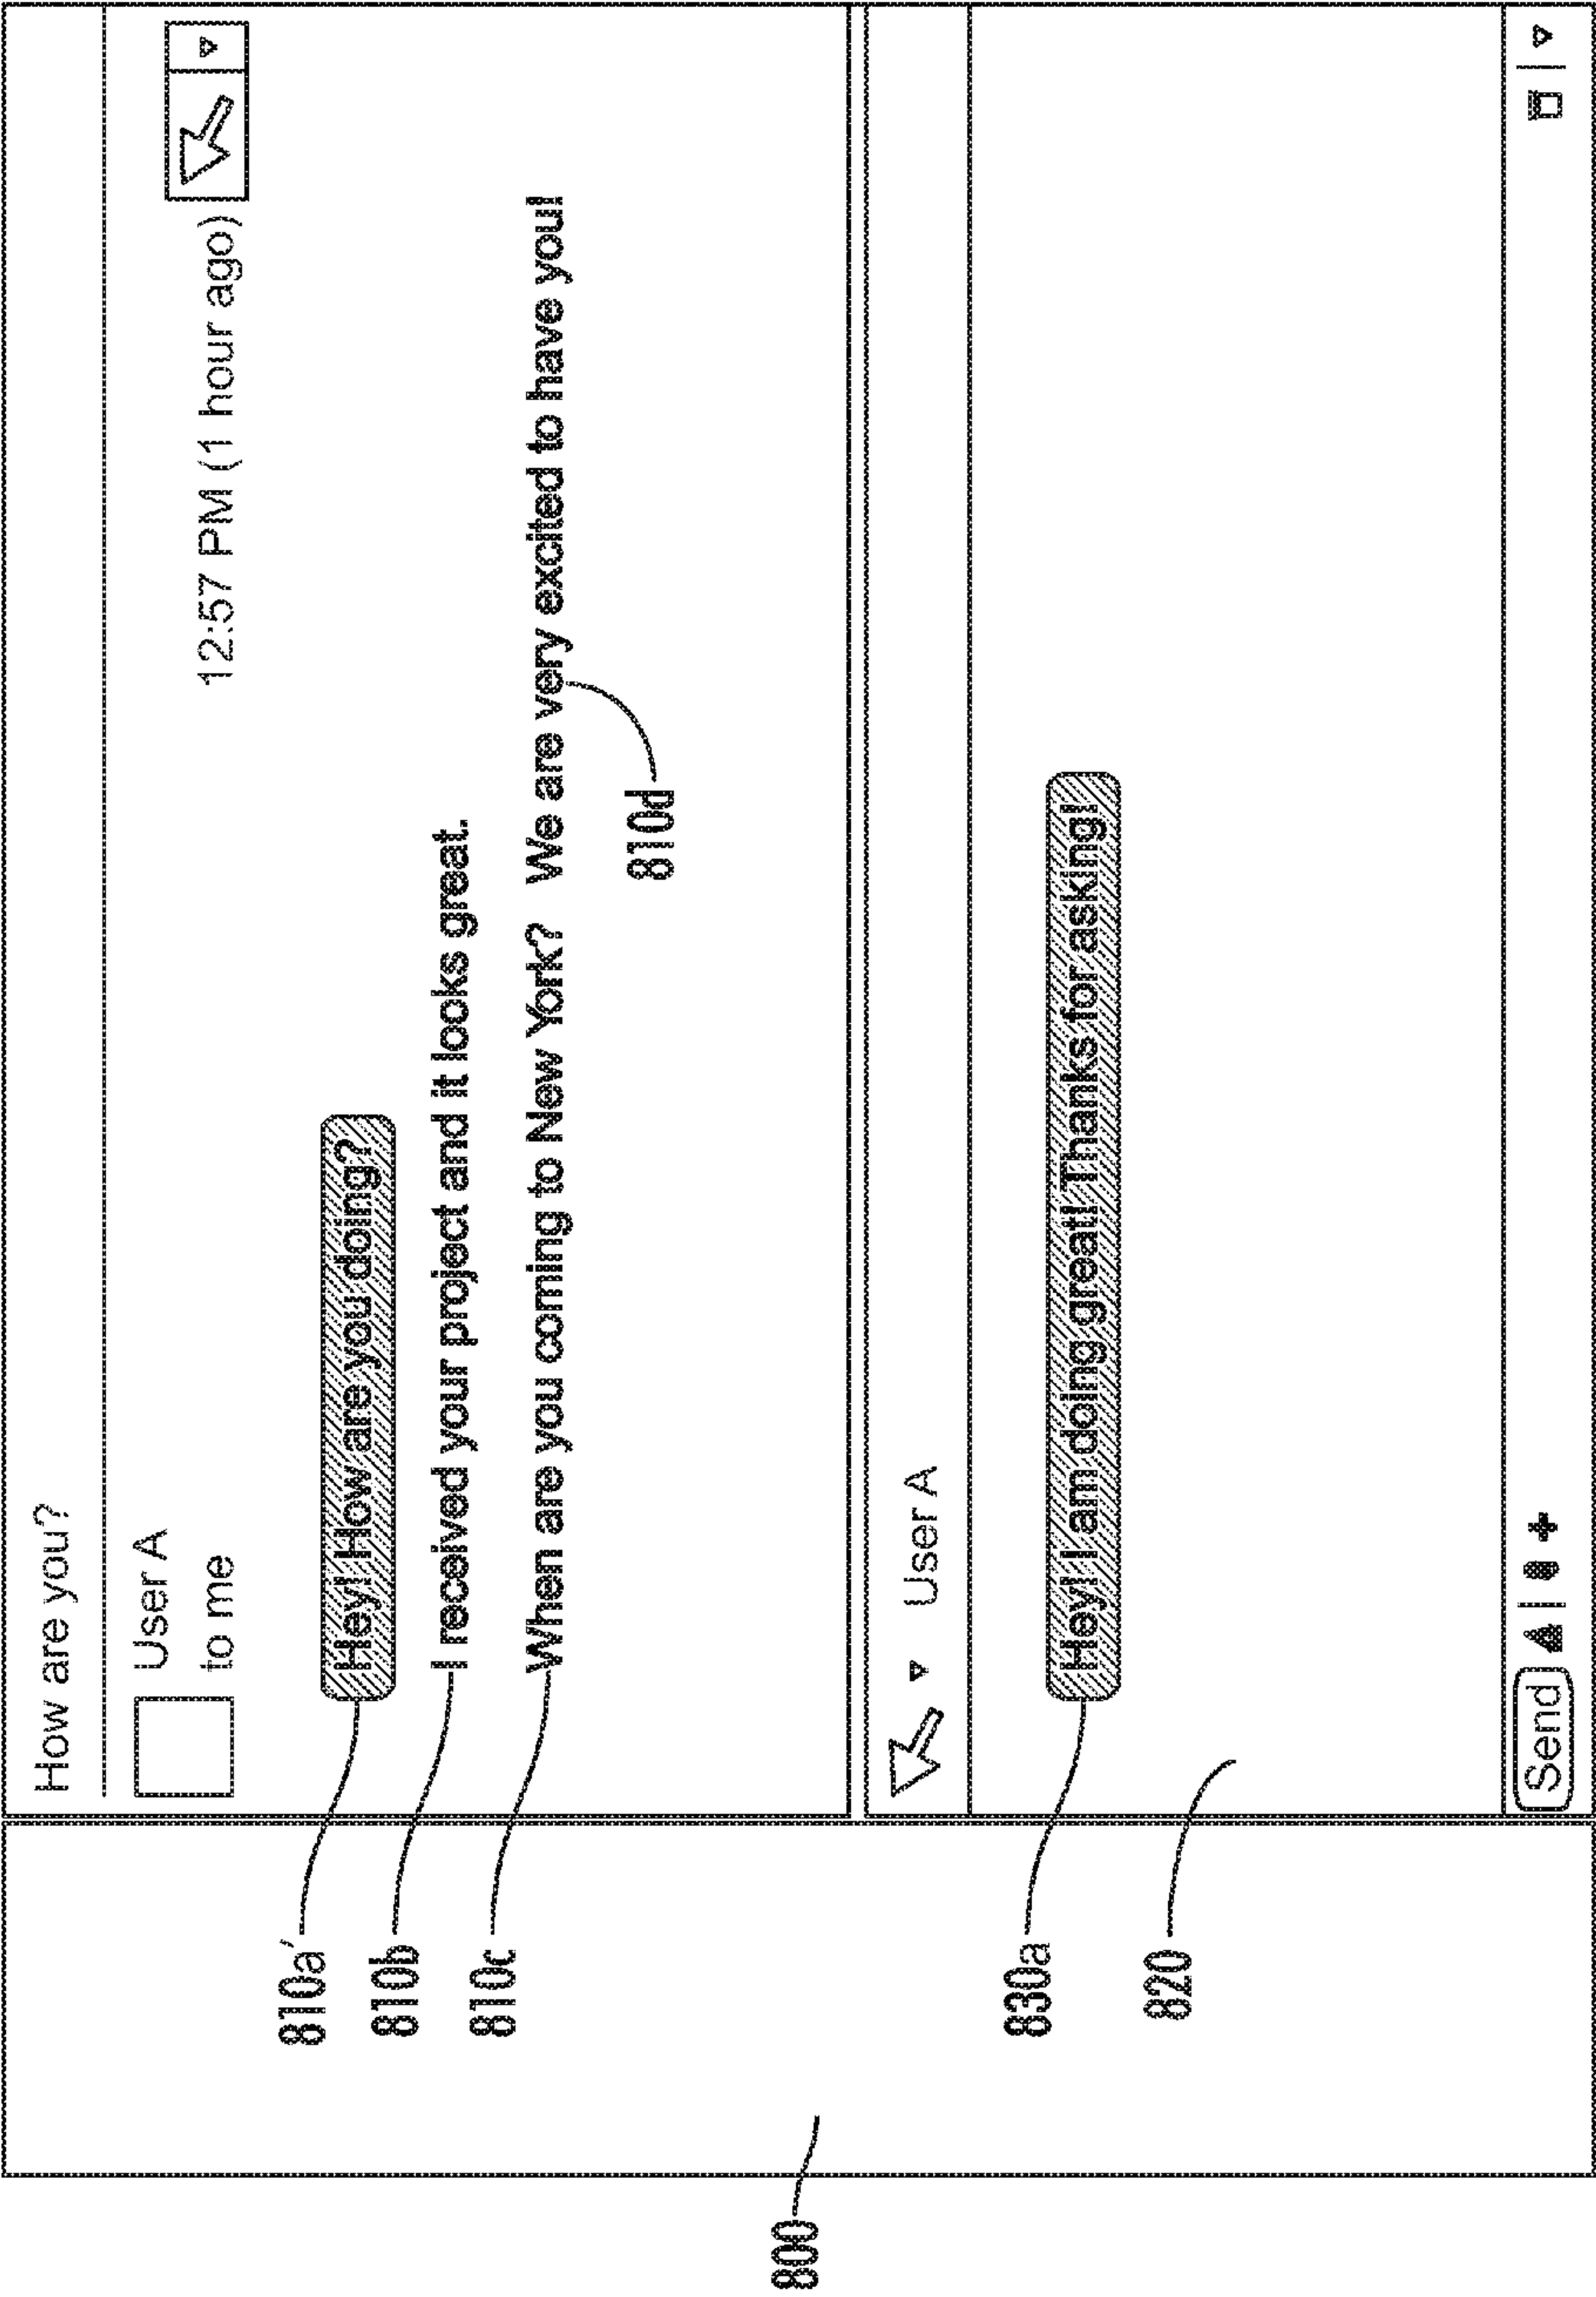 How are you?
User A
to me
12:57 PM (1 hour ago)
810a′
Hey! How are you doing?
810b
I received your project and it looks great.
810c
When are you coming to New York? We are very excited to have you!
810d
800
User A
830a
Hey! I am doing great! Thanks for asking!
820
Send